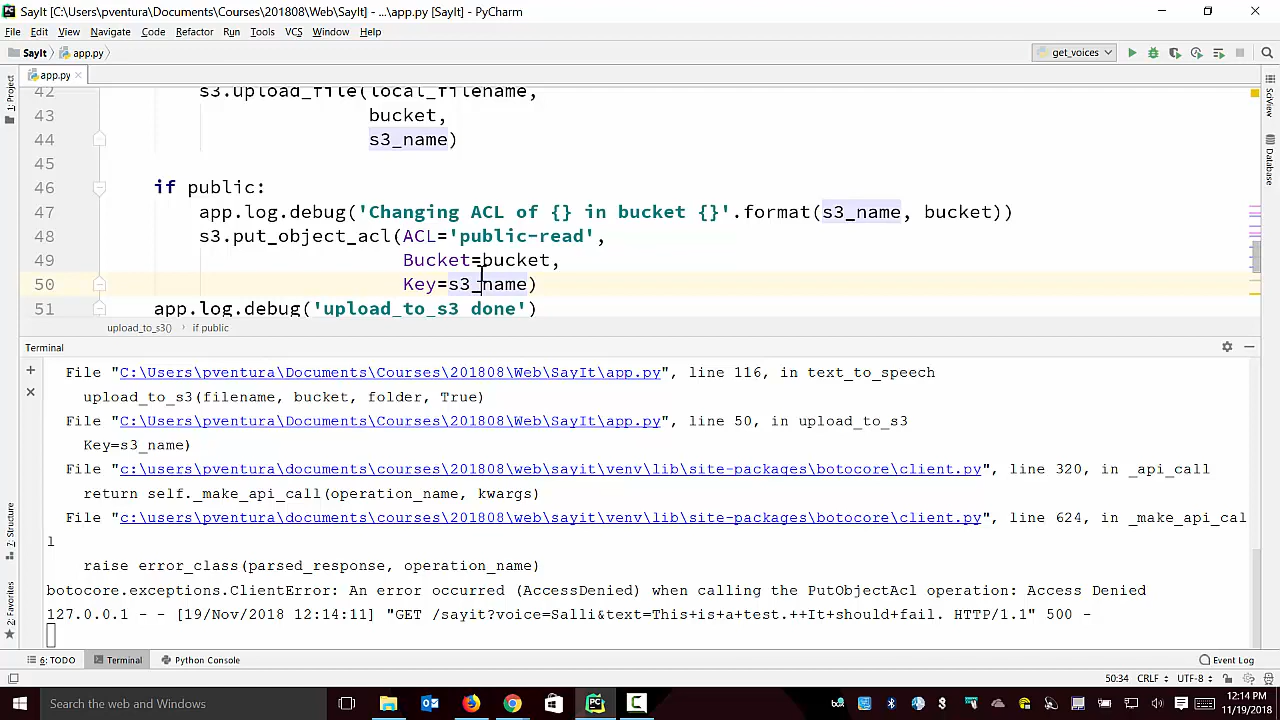 SayIt [C:\Users\pventura\Documents\Courses\201808\Web\SayIt] - ...\app.py [SayIt] - PyCharm
File Edit View Navigate Code Refactor Run Tools VCS Window Help
SayIt app.py get_voices
app.py
1: Project
SciView
Database
7: Structure
2: Favorites
42 s3.upload_file(local_filename,
43 bucket,
44 s3_name)
45
46 if public:
47 app.log.debug('Changing ACL of {} in bucket {}'.format(s3_name, bucket))
48 s3.put_object_acl(ACL='public-read',
49 Bucket=bucket,
50 Key=s3_name)
51 app.log.debug('upload_to_s3 done')
upload_to_s3() if public
Terminal
File "C:\Users\pventura\Documents\Courses\201808\Web\SayIt\app.py", line 116, in text_to_speech
upload_to_s3(filename, bucket, folder, True)
File "C:\Users\pventura\Documents\Courses\201808\Web\SayIt\app.py", line 50, in upload_to_s3
Key=s3_name)
File "c:\users\pventura\documents\courses\201808\web\sayit\venv\lib\site-packages\botocore\client.py", line 320, in _api_call
return self._make_api_call(operation_name, kwargs)
File "c:\users\pventura\documents\courses\201808\web\sayit\venv\lib\site-packages\botocore\client.py", line 624, in _make_api_cal
l
raise error_class(parsed_response, operation_name)
botocore.exceptions.ClientError: An error occurred (AccessDenied) when calling the PutObjectAcl operation: Access Denied
127.0.0.1 - - [19/Nov/2018 12:14:11] "GET /sayit?voice=Salli&text=This+is+a+test.++It+should+fail. HTTP/1.1" 500 -
6: TODO Terminal Python Console Event Log
50:34 CRLF UTF-8
Search the web and Windows
12:14 PM
11/19/2018